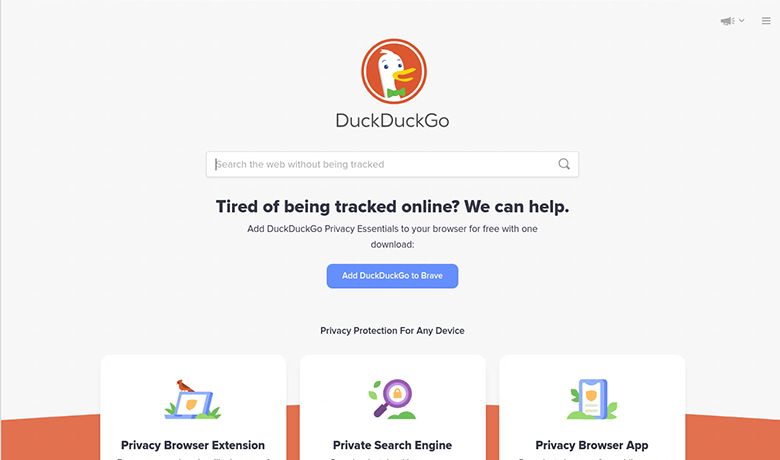 DuckDuckGo
Search the web without being tracked
Tired of being tracked online? We can help.
Add DuckDuckGo Privacy Essentials to your browser for free with one
download:
Add DuckDuckGo to Brave
Privacy Protection For Any Device
Privacy Browser Extension
Private Search Engine
Privacy Browser App